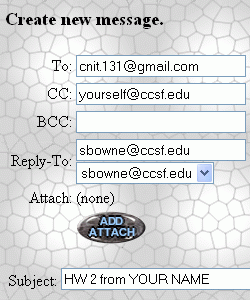 Create new message.
To: cnit.131@gmail.com
CC: yourself@ccsf.edu
BCC:
sbowne@ccsf.edu
Reply-To:
sbowne@ccsf.edu
Attach: (none)
ADD
ATTACH
Subject: HW 2 from YOUR NAME